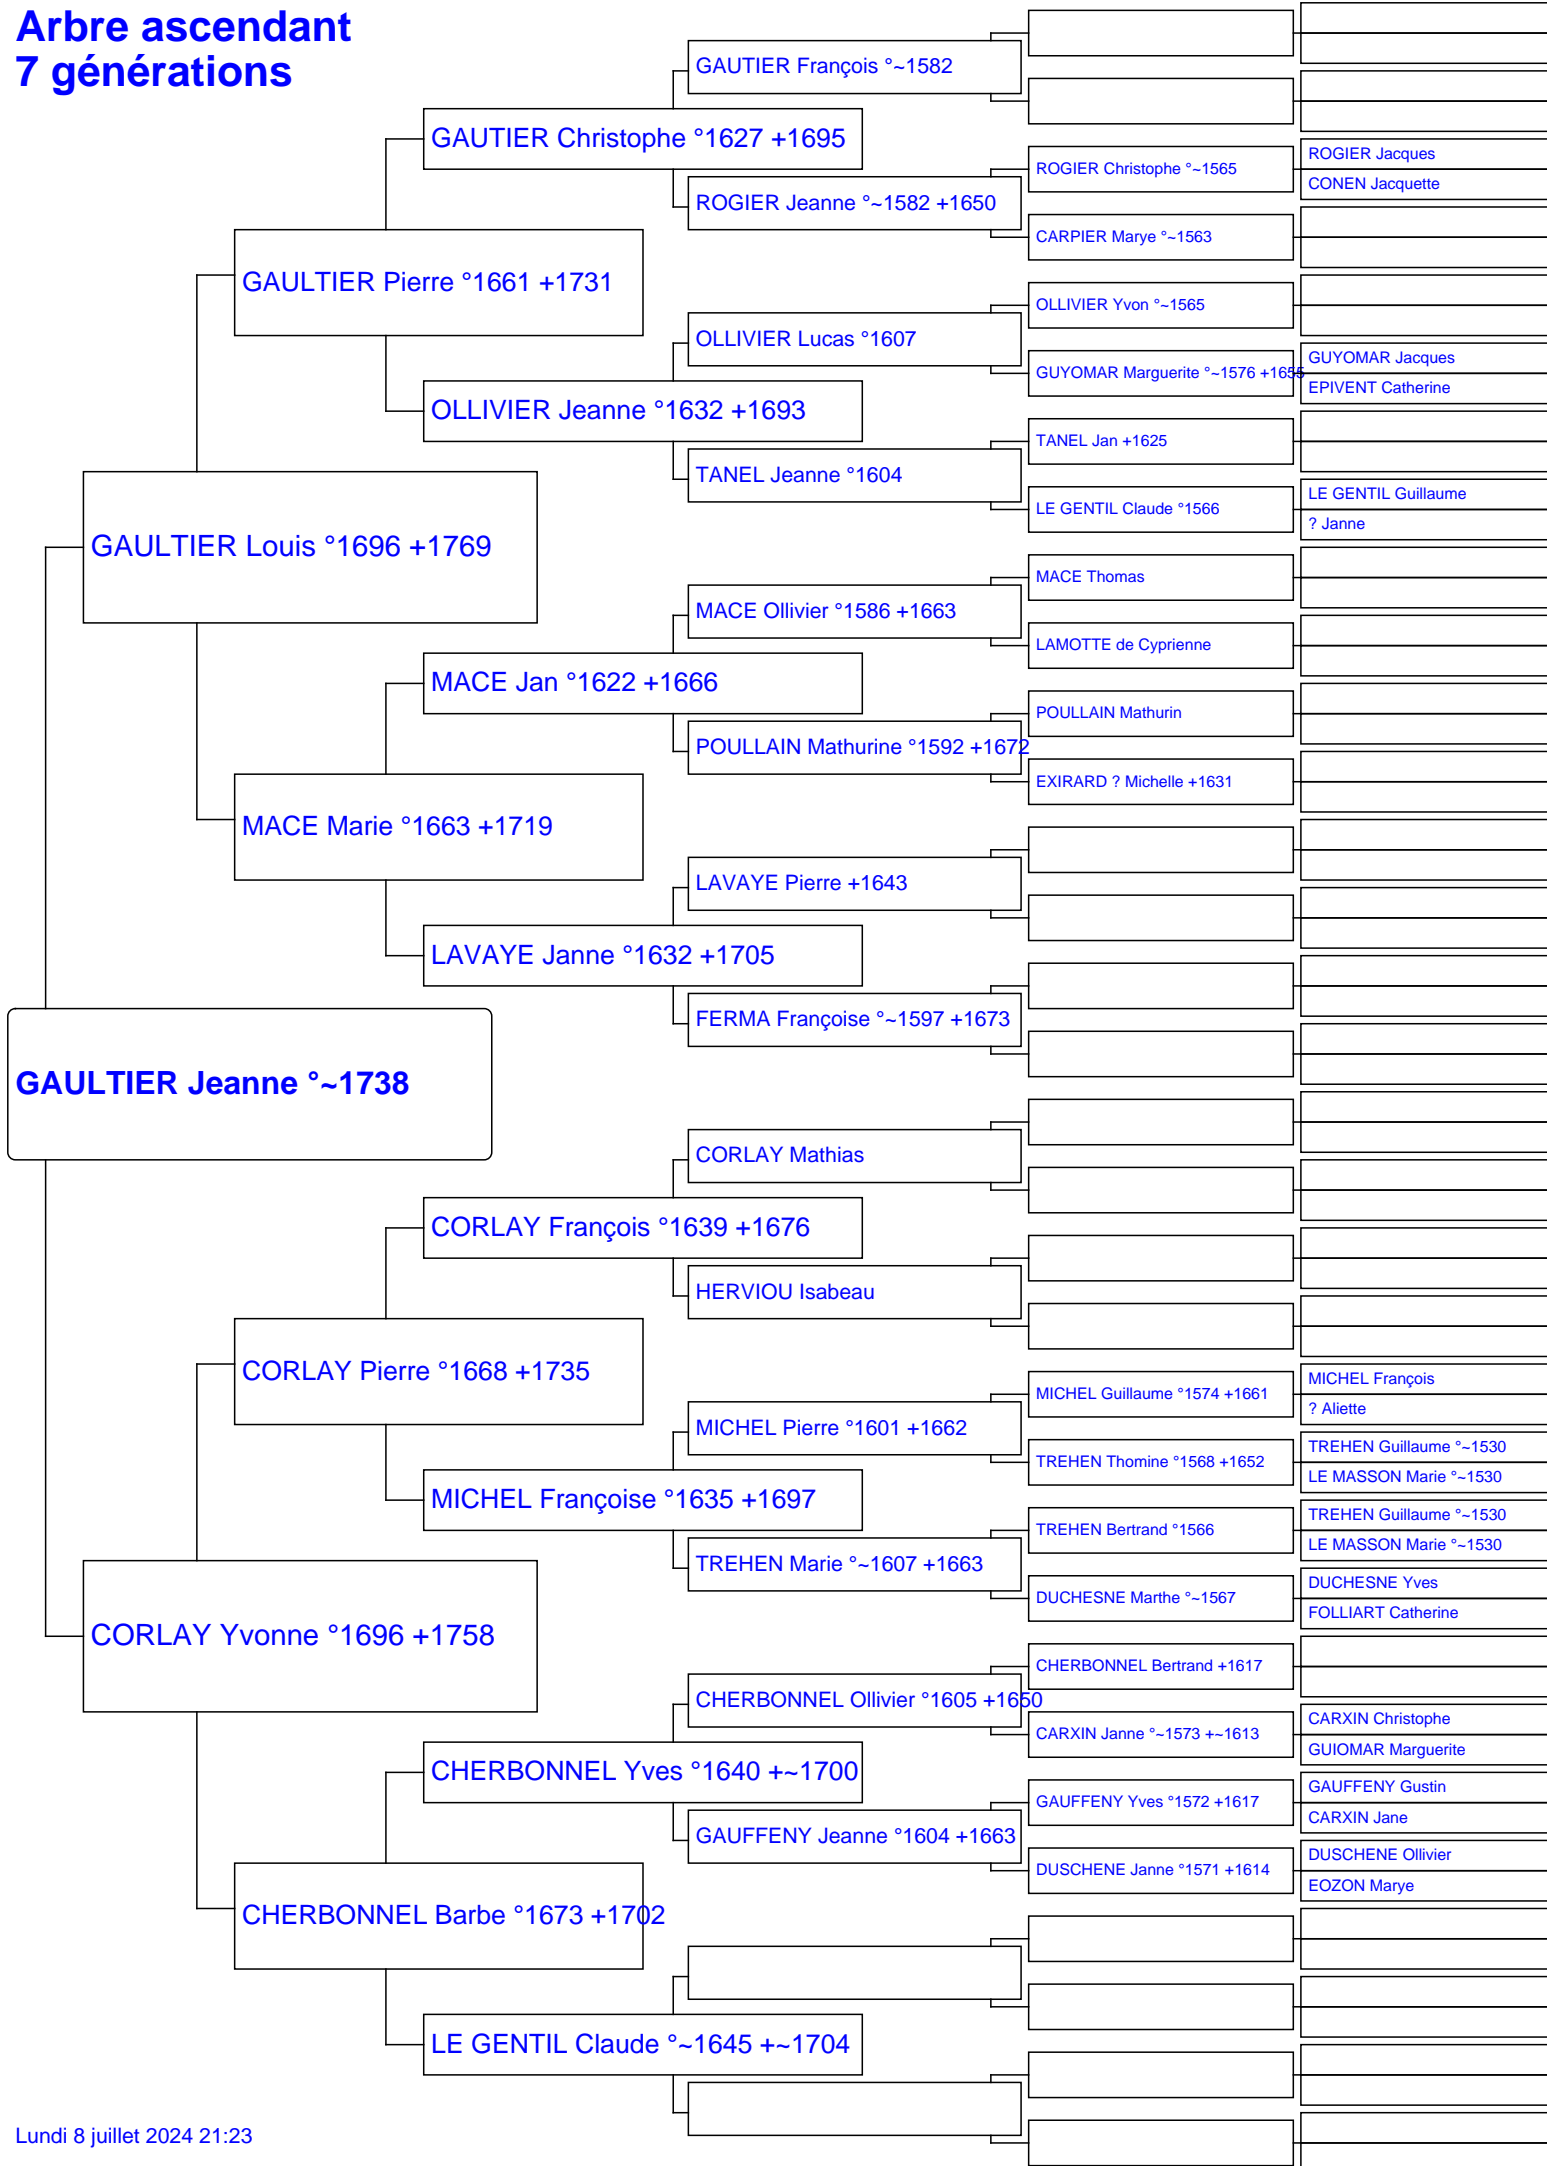 Arbre ascendant
7 générations
GAUTIER François °~1582
GAUTIER Christophe °1627 +1695
ROGIER Jacques
ROGIER Christophe °~1565
CONEN Jacquette
ROGIER Jeanne °~1582 +1650
CARPIER Marye °~1563
GAULTIER Pierre °1661 +1731
OLLIVIER Yvon °~1565
OLLIVIER Lucas °1607
GUYOMAR Jacques
GUYOMAR Marguerite °~1576 +1655
EPIVENT Catherine
OLLIVIER Jeanne °1632 +1693
TANEL Jan +1625
TANEL Jeanne °1604
LE GENTIL Guillaume
LE GENTIL Claude °1566
? Janne
GAULTIER Louis °1696 +1769
MACE Thomas
MACE Ollivier °1586 +1663
LAMOTTE de Cyprienne
MACE Jan °1622 +1666
POULLAIN Mathurin
POULLAIN Mathurine °1592 +1672
EXIRARD ? Michelle +1631
MACE Marie °1663 +1719
LAVAYE Pierre +1643
LAVAYE Janne °1632 +1705
FERMA Françoise °~1597 +1673
GAULTIER Jeanne °~1738
CORLAY Mathias
CORLAY François °1639 +1676
HERVIOU Isabeau
CORLAY Pierre °1668 +1735
MICHEL François
MICHEL Guillaume °1574 +1661
? Aliette
MICHEL Pierre °1601 +1662
TREHEN Guillaume °~1530
TREHEN Thomine °1568 +1652
LE MASSON Marie °~1530
MICHEL Françoise °1635 +1697
TREHEN Guillaume °~1530
TREHEN Bertrand °1566
LE MASSON Marie °~1530
TREHEN Marie °~1607 +1663
DUCHESNE Yves
DUCHESNE Marthe °~1567
FOLLIART Catherine
CORLAY Yvonne °1696 +1758
CHERBONNEL Bertrand +1617
CHERBONNEL Ollivier °1605 +1650
CARXIN Christophe
CARXIN Janne °~1573 +~1613
GUIOMAR Marguerite
CHERBONNEL Yves °1640 +~1700
GAUFFENY Gustin
GAUFFENY Yves °1572 +1617
CARXIN Jane
GAUFFENY Jeanne °1604 +1663
DUSCHENE Ollivier
DUSCHENE Janne °1571 +1614
EOZON Marye
CHERBONNEL Barbe °1673 +1702
LE GENTIL Claude °~1645 +~1704
Lundi 8 juillet 2024 21:23